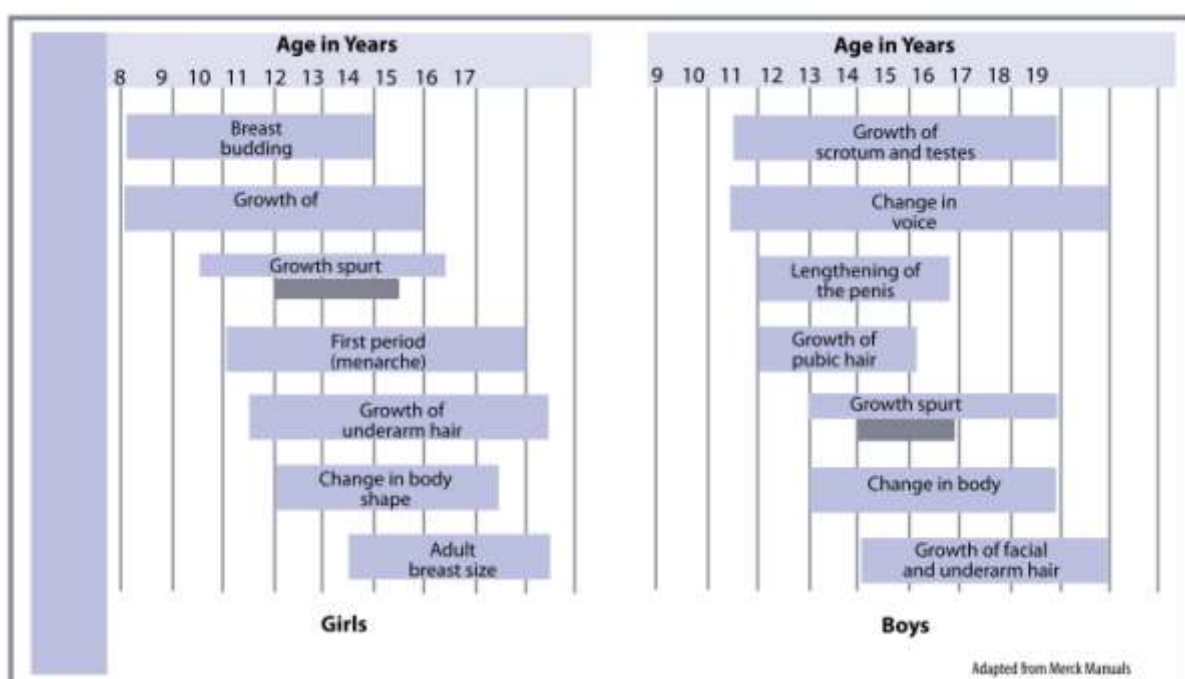 Age in Years
8 9 10 11 12 13 14 15 16 17
Breast
budding
Growth of
Growth spurt
First period
(menarche)
Growth of
underarm hair
Change in body
shape
Adult
breast size
Girls
Age in Years
9 10 11 12 13 14 15 16 17 18 19
Growth of
scrotum and testes
Change in
voice
Lengthening of
the penis
Growth of
pubic hair
Growth spurt
Change in body
Growth of facial
and underarm hair
Boys
Adapted from Merck Manuals